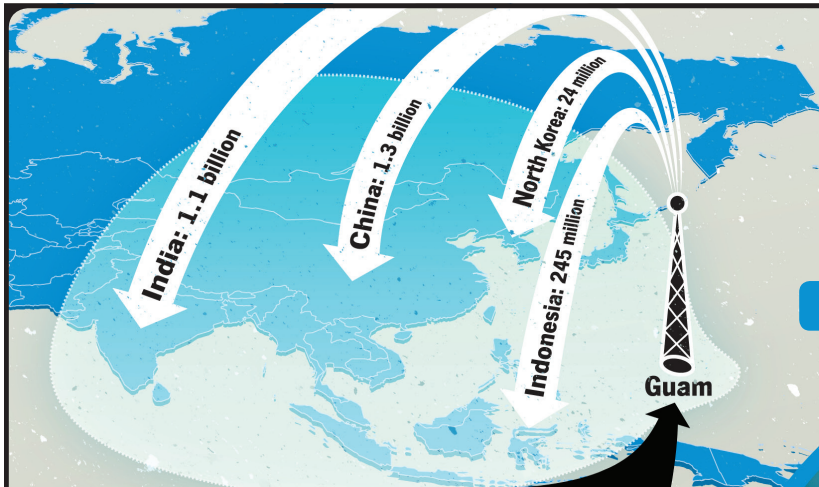 India: 1.1 billion
China: 1.3 billion
North Korea: 24 million
Indonesia: 245 million
Guam